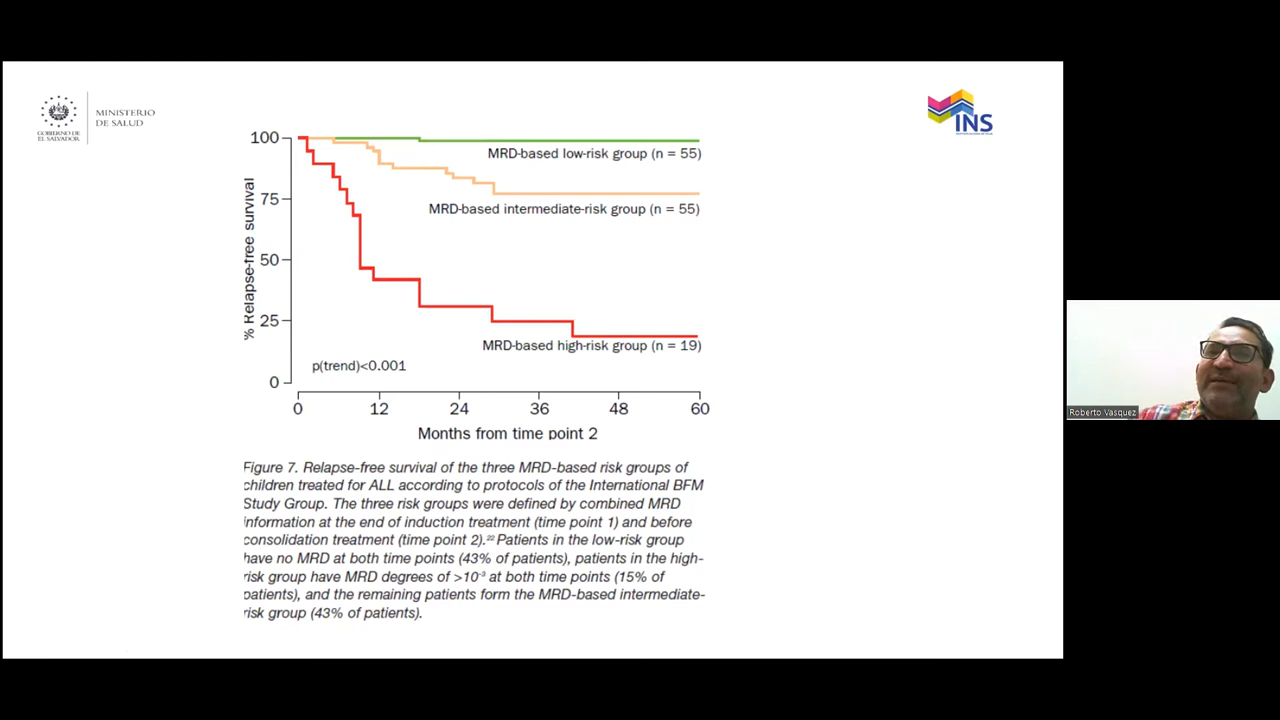 GOBIERNO DE
EL SALVADOR
MINISTERIO
DE SALUD
INS
100
75
50
25
0
% Relapse-free survival
MRD-based low-risk group (n = 55)
MRD-based intermediate-risk group (n = 55)
MRD-based high-risk group (n = 19)
p(trend)<0.001
0 12 24 36 48 60
Months from time point 2
Figure 7. Relapse-free survival of the three MRD-based risk groups of
children treated for ALL according to protocols of the International BFM
Study Group. The three risk groups were defined by combined MRD
information at the end of induction treatment (time point 1) and before
consolidation treatment (time point 2).²² Patients in the low-risk group
have no MRD at both time points (43% of patients), patients in the high-
risk group have MRD degrees of >10⁻³ at both time points (15% of
patients), and the remaining patients form the MRD-based intermediate-
risk group (43% of patients).
Roberto Vasquez